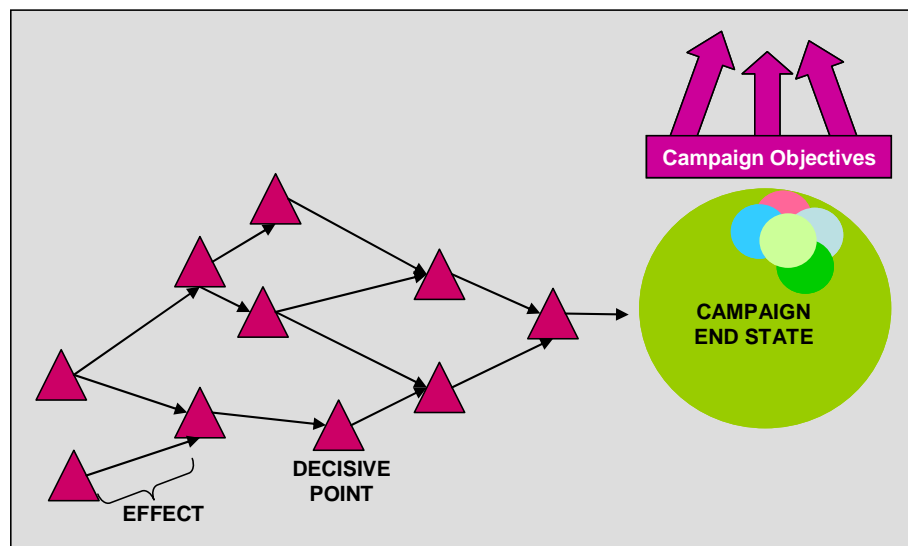 Campaign Objectives
CAMPAIGN
END STATE
DECISIVE
POINT
EFFECT